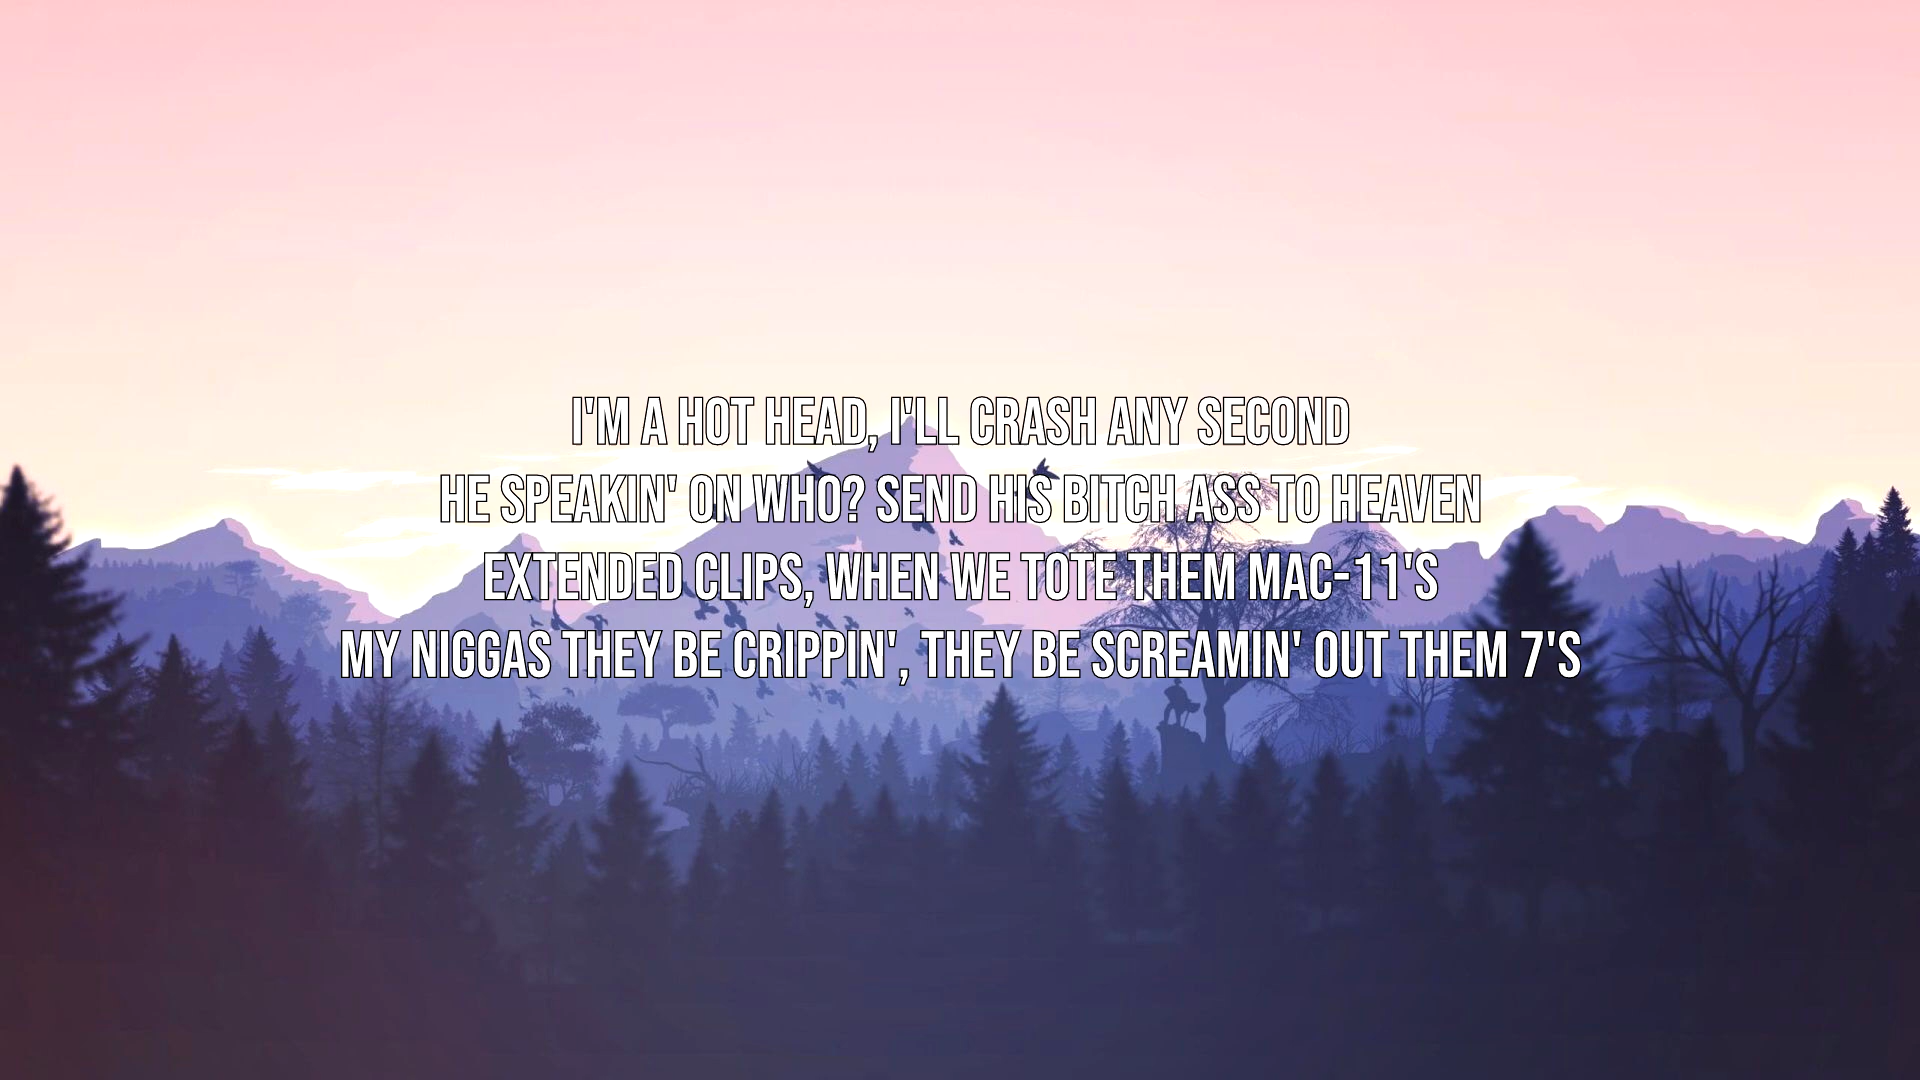 I'M A HOT HEAD, I'LL CRASH ANY SECOND
HE SPEAKIN' ON WHO? SEND HIS BITCH ASS TO HEAVEN
EXTENDED CLIPS, WHEN WE TOTE THEM MAC-11'S
MY NIGGAS THEY BE CRIPPIN', THEY BE SCREAMIN' OUT THEM 7'S